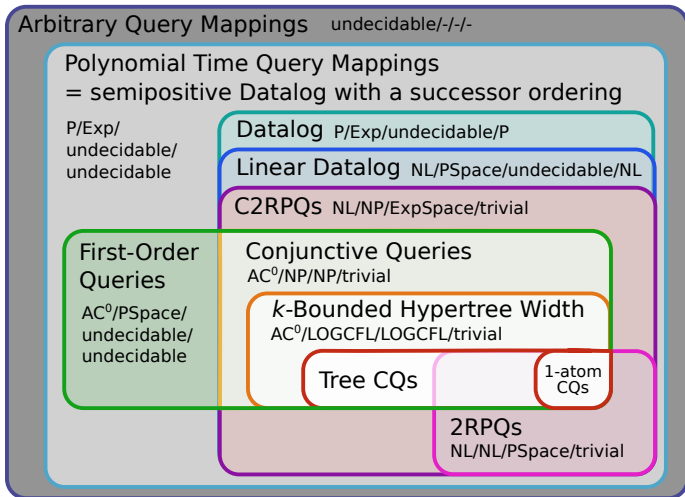 Arbitrary Query Mappings undecidable/-/-/-
Polynomial Time Query Mappings
= semipositive Datalog with a successor ordering
P/Exp/
undecidable/
undecidable
Datalog P/Exp/undecidable/P
Linear Datalog NL/PSpace/undecidable/NL
C2RPQs NL/NP/ExpSpace/trivial
First-Order
Queries
AC⁰/PSpace/
undecidable/
undecidable
Conjunctive Queries
AC⁰/NP/NP/trivial
k-Bounded Hypertree Width
AC⁰/LOGCFL/LOGCFL/trivial
Tree CQs
1-atom
CQs
2RPQs
NL/NL/PSpace/trivial